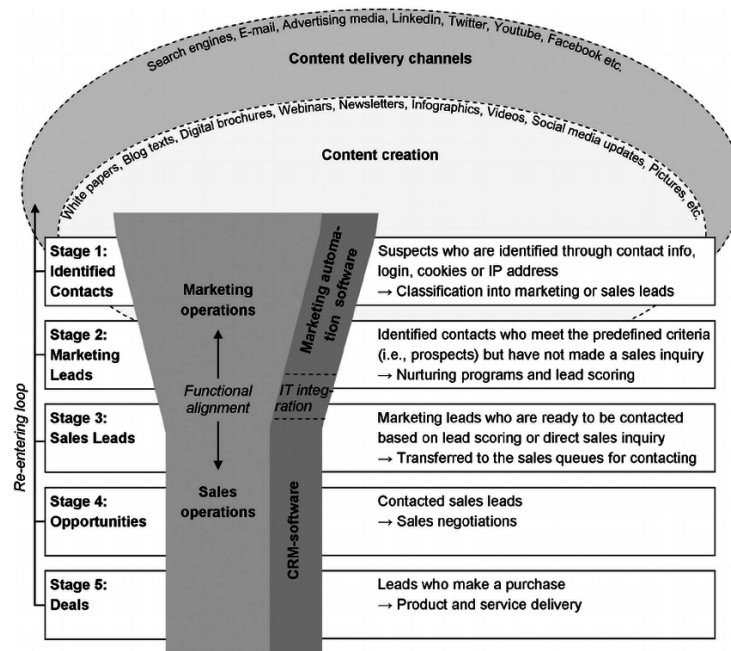 Search engines, E-mail, Advertising media, LinkedIn, Twitter, Youtube, Facebook etc.
Content delivery channels
White papers, Blog texts, Digital brochures, Webinars, Newsletters, Infographics, Videos, Social media updates, Pictures, etc.
Content creation
Re-entering loop
Stage 1:
Identified
Contacts
Suspects who are identified through contact info,
login, cookies or IP address
→ Classification into marketing or sales leads
Stage 2:
Marketing
Leads
Identified contacts who meet the predefined criteria
(i.e., prospects) but have not made a sales inquiry
→ Nurturing programs and lead scoring
Stage 3:
Sales Leads
Marketing leads who are ready to be contacted
based on lead scoring or direct sales inquiry
→ Transferred to the sales queues for contacting
Stage 4:
Opportunities
Contacted sales leads
→ Sales negotiations
Stage 5:
Deals
Leads who make a purchase
→ Product and service delivery
Marketing
operations
Functional
alignment
Sales
operations
Marketing automa-
tion software
IT integ-
ration
CRM-software